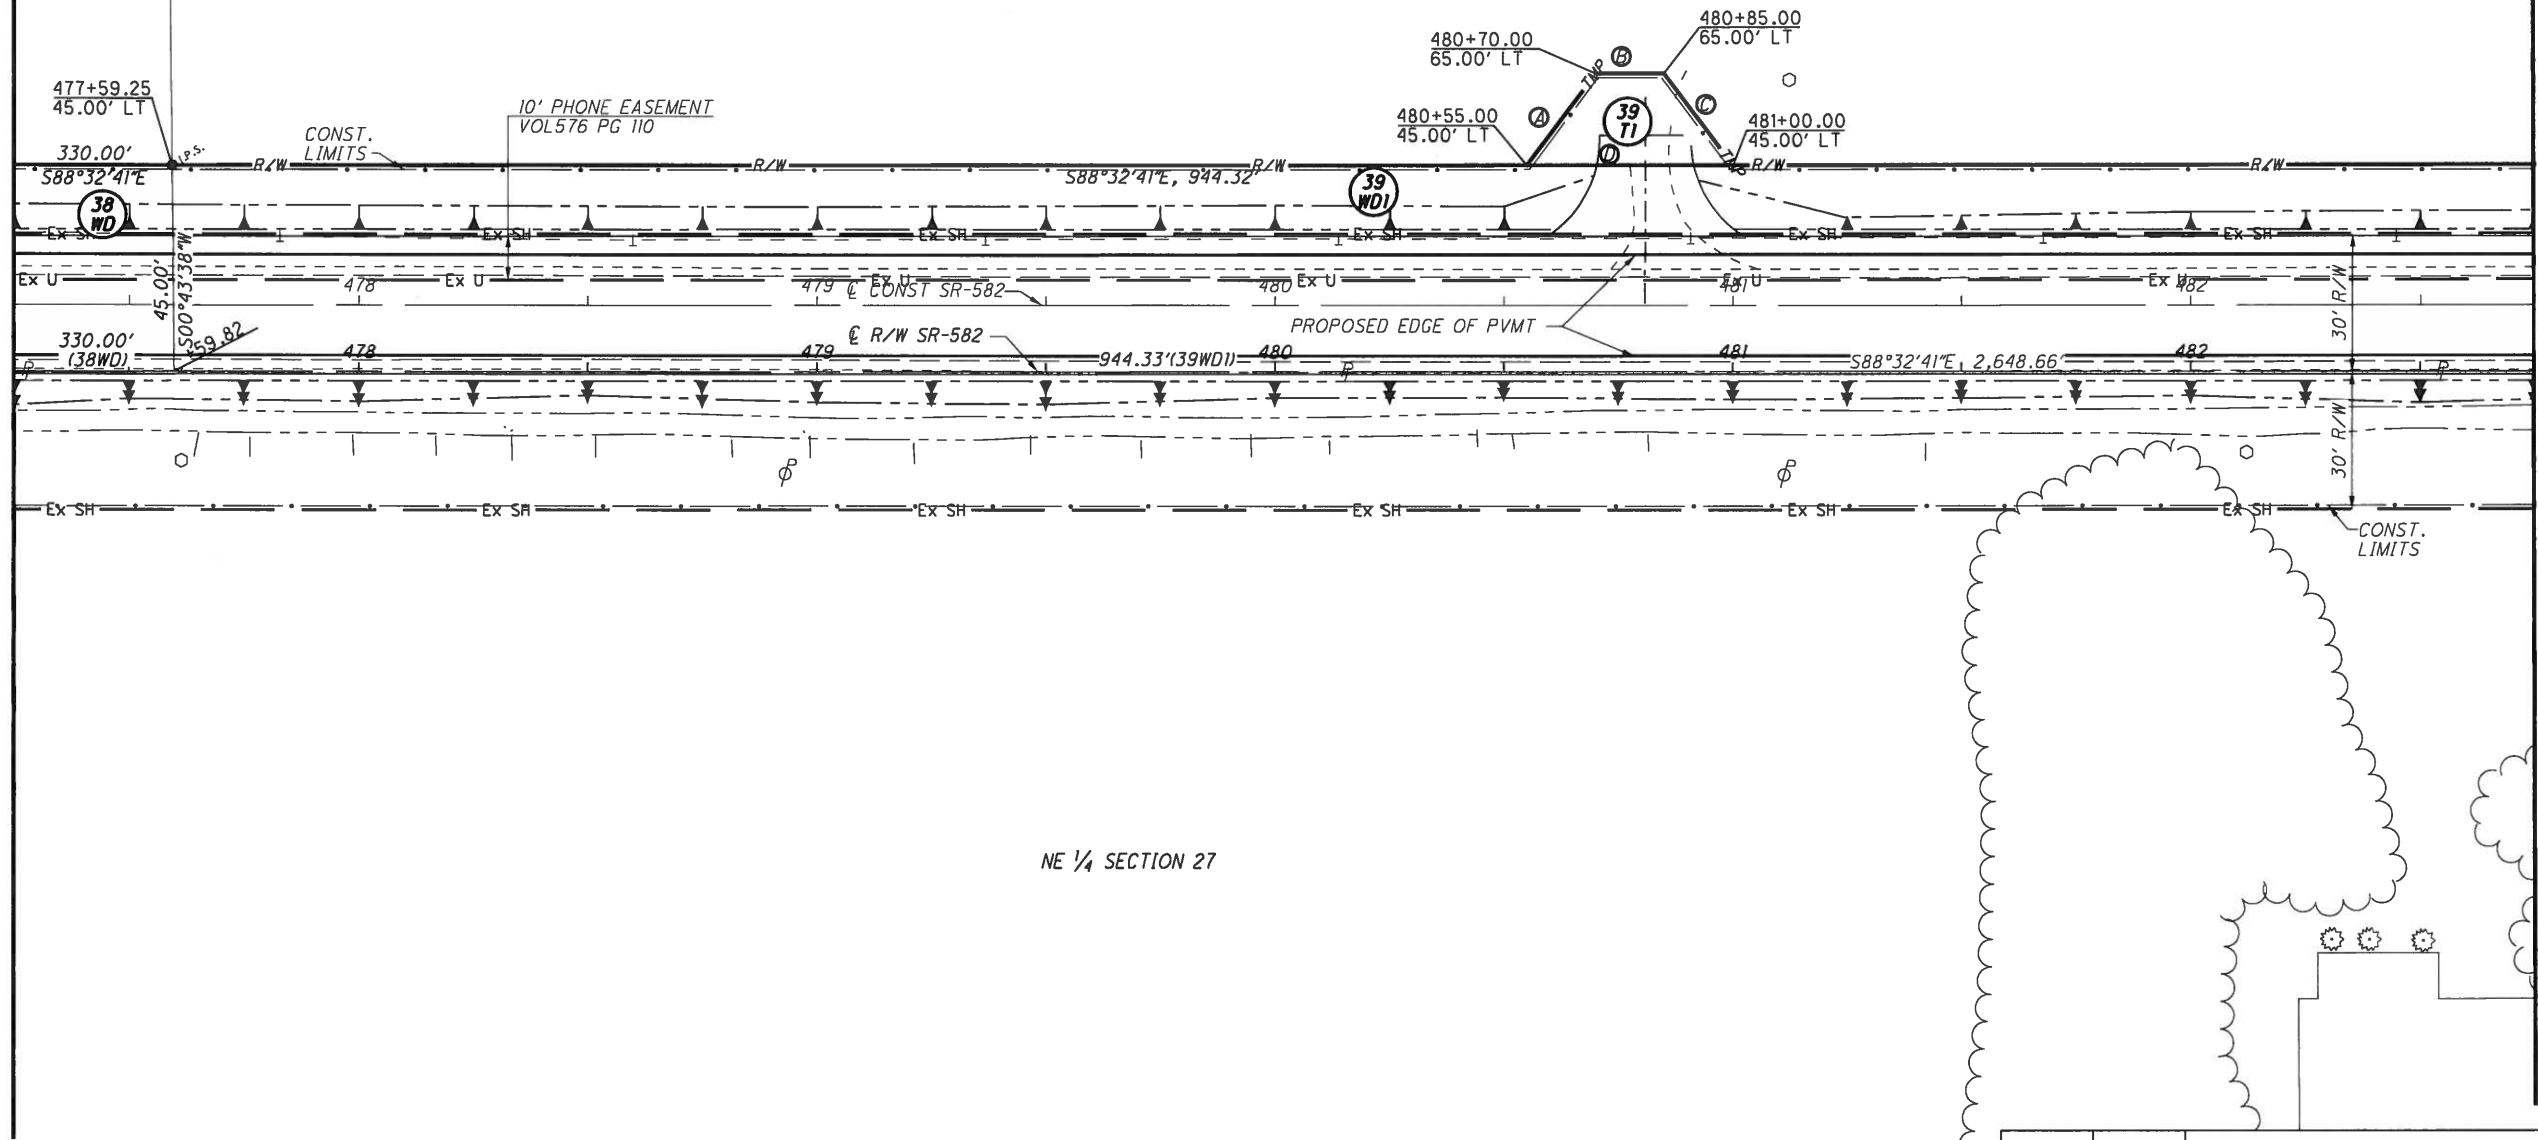 480+85.00
65.00' LT
480+70.00
65.00' LT
B
TMP
477+59.25
45.00' LT
10' PHONE EASEMENT
VOL576 PG 110
A
39
T1
C
480+55.00
45.00' LT
481+00.00
45.00' LT
CONST.
LIMITS
330.00'
I.P.S.
R/W
R/W
R/W
D
TMP
R/W
R/W
S88°32'41"E
S88°32'41"E, 944.32'
38
WD
39
WD1
Ex SH
Ex SH
Ex SH
Ex SH
Ex SH
Ex SH
45.00'
S00°43'38"W
Ex U
478
Ex U
479
Ex U
480
Ex U
481
Ex U
Ex U
482
℄ CONST SR-582
30' R/W
PROPOSED EDGE OF PVMT
℄ R/W SR-582
+59.82
330.00'
(38WD)
478
479
944.33'(39WD1)
480
481
S88°32'41"E, 2,648.66'
482
P
P
P
30' R/W
P
P
Ex SH
Ex SH
Ex SH
Ex SH
Ex SH
Ex SH
CONST.
LIMITS
NE 1/4 SECTION 27